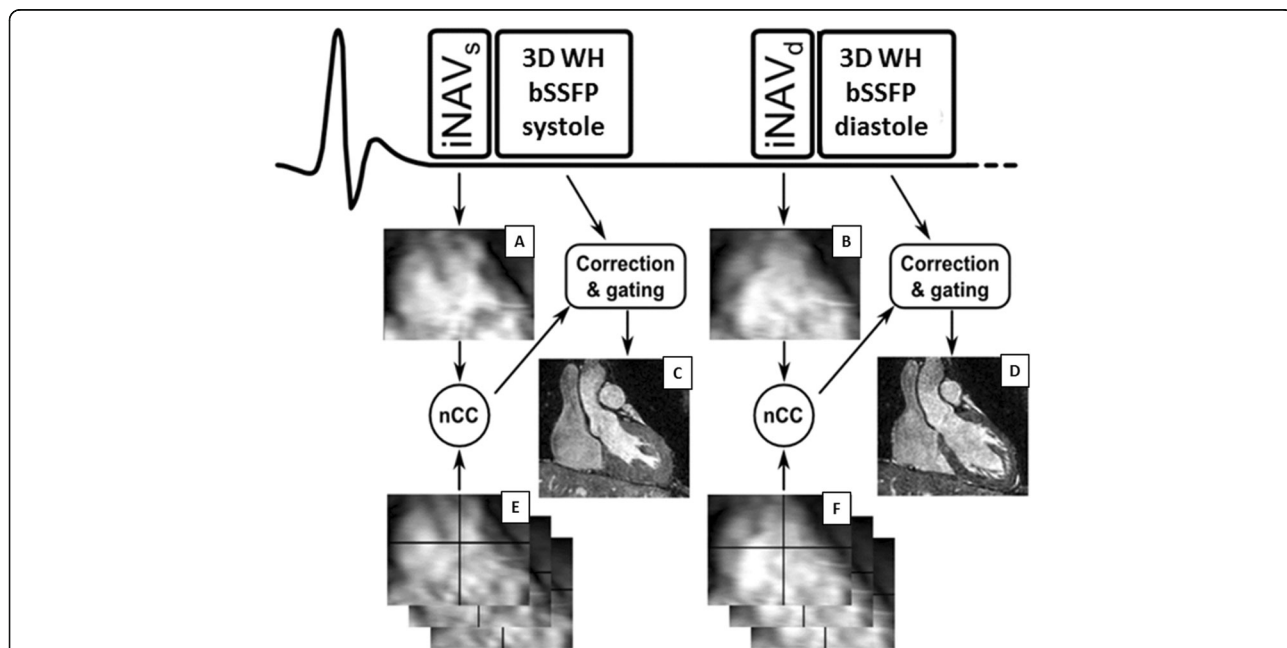 iNAVs
3D WH
bSSFP
systole
iNAVd
3D WH
bSSFP
diastole
A
Correction
& gating
B
Correction
& gating
nCC
C
nCC
D
E
F